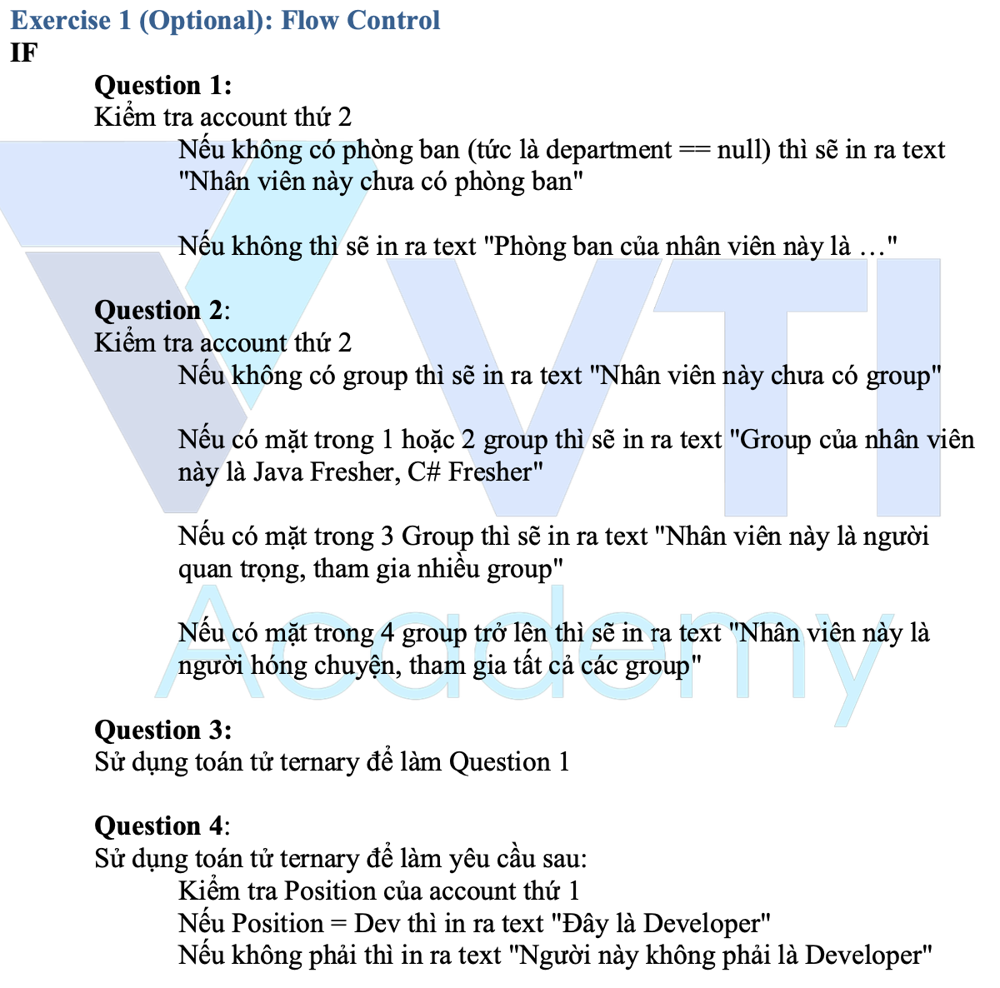 Exercise 1 (Optional): Flow Control
IF
Question 1:
Kiểm tra account thứ 2
Nếu không có phòng ban (tức là department == null) thì sẽ in ra text
"Nhân viên này chưa có phòng ban"
Nếu không thì sẽ in ra text "Phòng ban của nhân viên này là …"
Question 2:
Kiểm tra account thứ 2
Nếu không có group thì sẽ in ra text "Nhân viên này chưa có group"
Nếu có mặt trong 1 hoặc 2 group thì sẽ in ra text "Group của nhân viên
này là Java Fresher, C# Fresher"
Nếu có mặt trong 3 Group thì sẽ in ra text "Nhân viên này là người
quan trọng, tham gia nhiều group"
Nếu có mặt trong 4 group trở lên thì sẽ in ra text "Nhân viên này là
người hóng chuyện, tham gia tất cả các group"
Question 3:
Sử dụng toán tử ternary để làm Question 1
Question 4:
Sử dụng toán tử ternary để làm yêu cầu sau:
Kiểm tra Position của account thứ 1
Nếu Position = Dev thì in ra text "Đây là Developer"
Nếu không phải thì in ra text "Người này không phải là Developer"
VTI
Academy